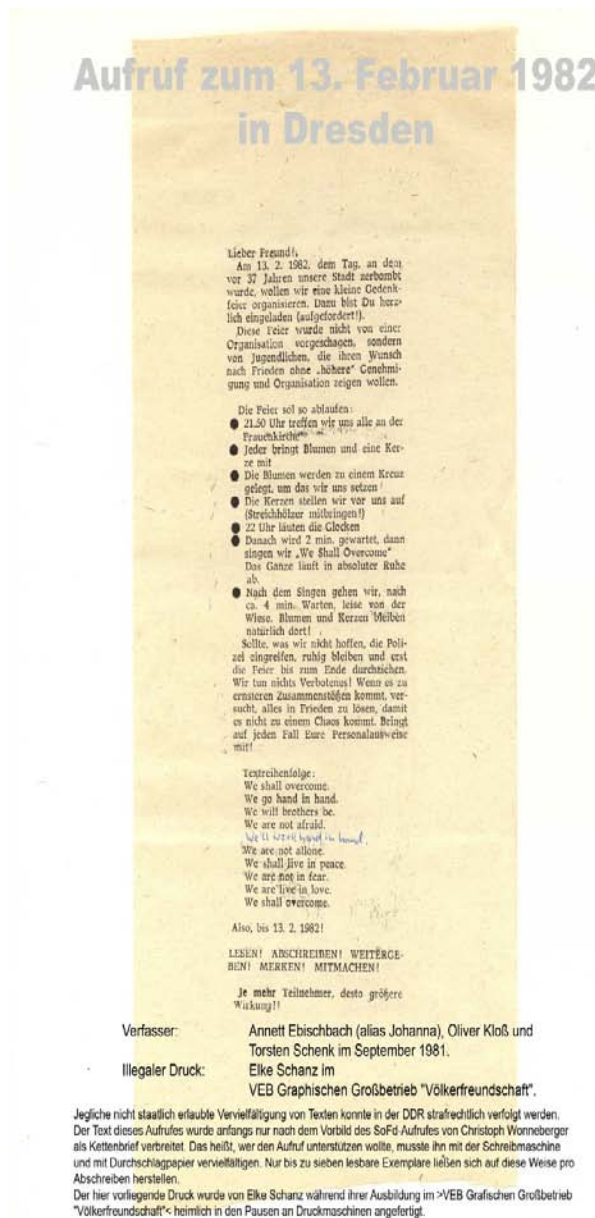 Aufruf zum 13. Februar 1982
in Dresden
Lieber Freund!,
Am 13. 2. 1982, dem Tag, an dem
vor 37 Jahren unsere Stadt zerbombt
wurde, wollen wir eine kleine Gedenk-
feier organisieren. Dazu bist Du herz-
lich eingeladen (aufgefordert!).
Diese Feier wurde nicht von einer
Organisation vorgeschagen, sondern
von Jugendlichen, die ihren Wunsch
nach Frieden ohne „höhere" Genehmi-
gung und Organisation zeigen wollen.
Die Feier sol so ablaufen:
● 21.50 Uhr treffen wir uns alle an der
Frauenkirche
● Jeder bringt Blumen und eine Ker-
ze mit
● Die Blumen werden zu einem Kreuz
gelegt, um das wir uns setzen!
● Die Kerzen stellen wir vor uns auf
(Streichhölzer mitbringen!)
● 22 Uhr läuten die Glocken
● Danach wird 2 min. gewartet, dann
singen wir „We Shall Overcome"
Das Ganze läuft in absoluter Ruhe
ab.
● Nach dem Singen gehen wir, nach
ca. 4 min. Warten, leise von der
Wiese. Blumen und Kerzen bleiben
natürlich dort!
Sollte, was wir nicht hoffen, die Poli-
zei eingreifen, ruhig bleiben und erst
die Feier bis zum Ende durchziehen.
Wir tun nichts Verbotenes! Wenn es zu
ernsteren Zusammenstößen kommt, ver-
sucht, alles in Frieden zu lösen, damit
es nicht zu einem Chaos kommt. Bringt
auf jeden Fall Eure Personalausweise
mit!
Textreihenfolge:
We shall overcome.
We go hand in hand.
We will brothers be.
We are not afraid.
We'll walk hand in hand.
We are not allone.
We shall live in peace.
We are not in fear.
We are live in love.
We shall overcome.
Also, bis 13. 2. 1982!
LESEN! ABSCHREIBEN! WEITERGE-
BEN! MERKEN! MITMACHEN!
Je mehr Teilnehmer, desto größere
Wirkung!!
Verfasser: Annett Ebischbach (alias Johanna), Oliver Kloß und
Torsten Schenk im September 1981.
Illegaler Druck: Elke Schanz im
VEB Graphischen Großbetrieb "Völkerfreundschaft".
Jegliche nicht staatlich erlaubte Vervielfältigung von Texten konnte in der DDR strafrechtlich verfolgt werden.
Der Text dieses Aufrufes wurde anfangs nur nach dem Vorbild des SoFd-Aufrufes von Christoph Wonneberger
als Kettenbrief verbreitet. Das heißt, wer den Aufruf unterstützen wollte, musste ihn mit der Schreibmaschine
und mit Durchschlagpapier vervielfältigen. Nur bis zu sieben lesbare Exemplare ließen sich auf diese Weise pro
Abschreiben herstellen.
Der hier vorliegende Druck wurde von Elke Schanz während ihrer Ausbildung im >VEB Grafischen Großbetrieb
"Völkerfreundschaft"< heimlich in den Pausen an Druckmaschinen angefertigt.